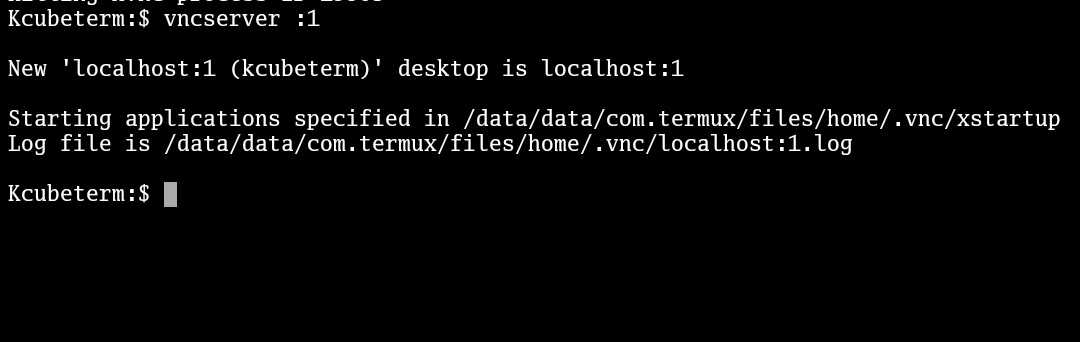 Kcubeterm:$ vncserver :1
New 'localhost:1 (kcubeterm)' desktop is localhost:1
Starting applications specified in /data/data/com.termux/files/home/.vnc/xstartup
Log file is /data/data/com.termux/files/home/.vnc/localhost:1.log
Kcubeterm:$